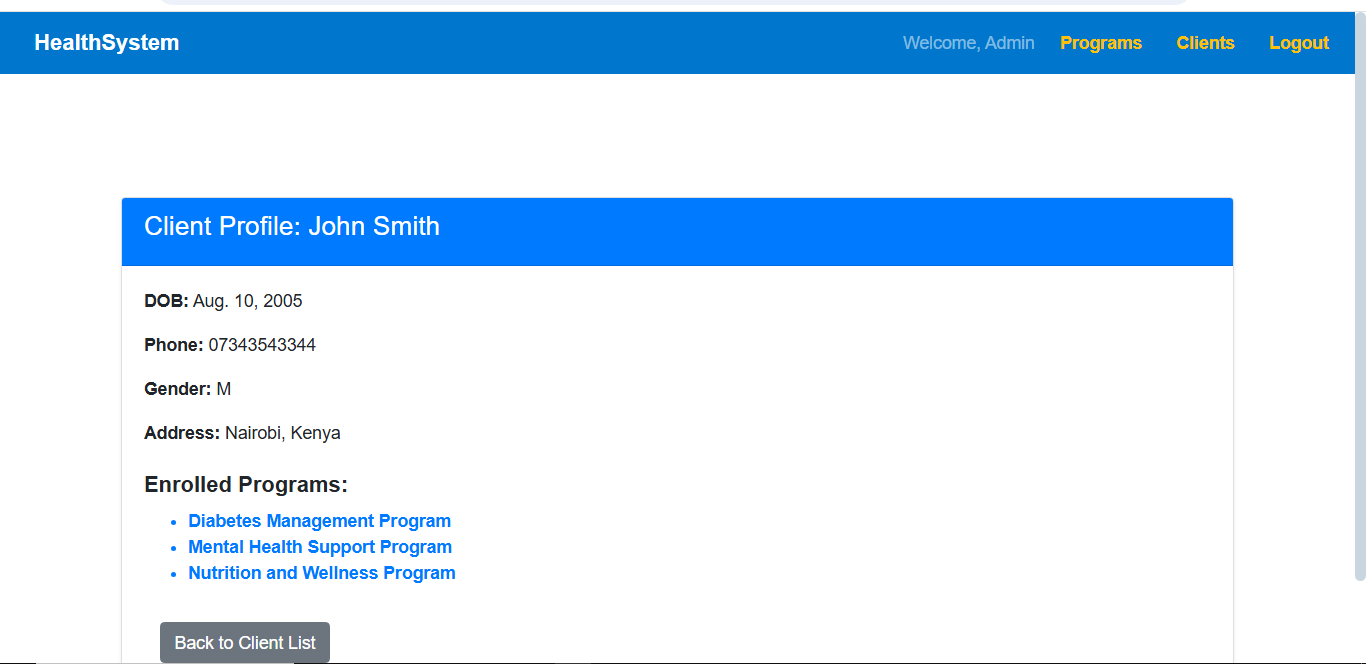 HealthSystem
Welcome, Admin Programs Clients Logout
Client Profile: John Smith
DOB: Aug. 10, 2005
Phone: 07343543344
Gender: M
Address: Nairobi, Kenya
Enrolled Programs:
Diabetes Management Program
Mental Health Support Program
Nutrition and Wellness Program
Back to Client List